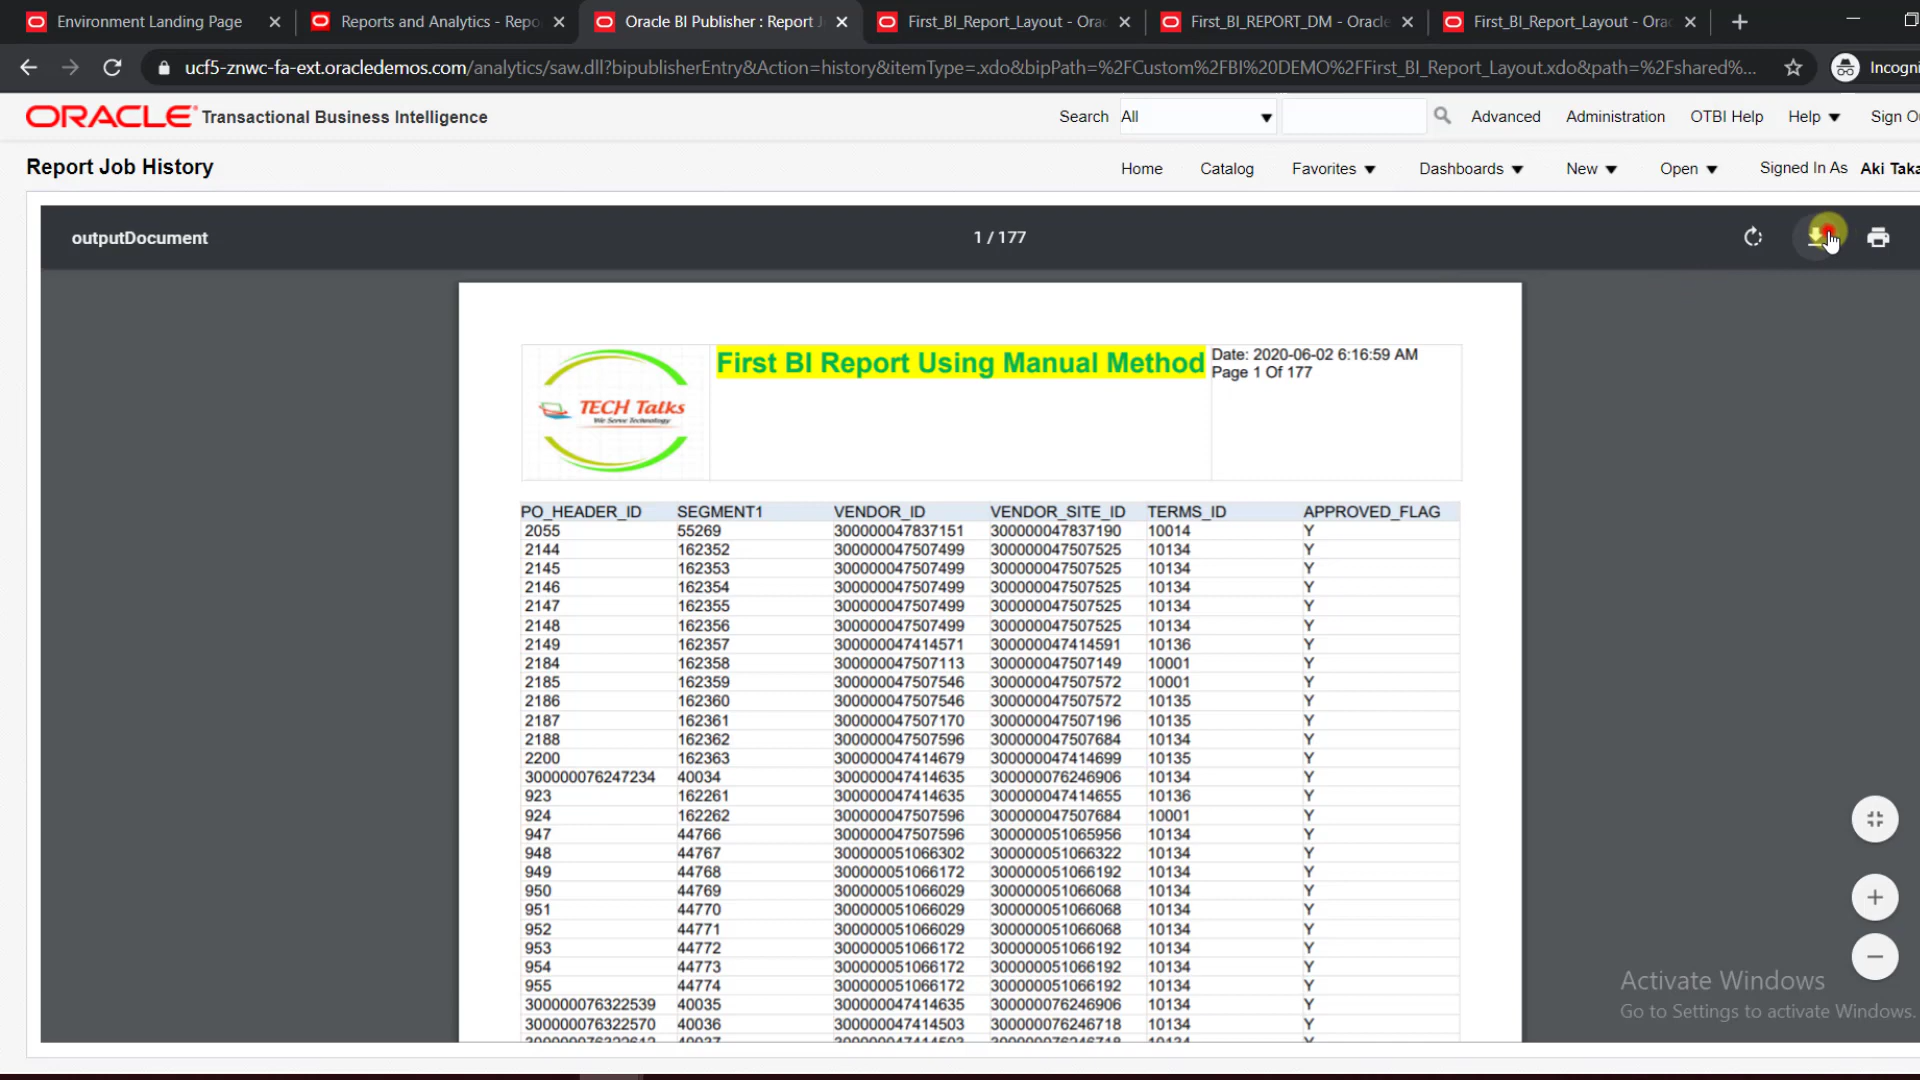 Environment Landing Page
Reports and Analytics - Repo
Oracle BI Publisher : Report J
First_BI_Report_Layout - Orac
First_BI_REPORT_DM - Oracle
First_BI_Report_Layout - Orac
ucf5-znwc-fa-ext.oracledemos.com/analytics/saw.dll?bipublisherEntry&Action=history&itemType=.xdo&bipPath=%2FCustom%2FBI%20DEMO%2FFirst_BI_Report_Layout.xdo&path=%2Fshared%...
Incogni
ORACLE Transactional Business Intelligence
Search All Advanced Administration OTBI Help Help Sign O
Report Job History
Home Catalog Favorites Dashboards New Open Signed In As Aki Taka
outputDocument 1 / 177
TECH Talks
We Serve Technology
First BI Report Using Manual Method
Date: 2020-06-02 6:16:59 AM
Page 1 Of 177
PO_HEADER_ID SEGMENT1 VENDOR_ID VENDOR_SITE_ID TERMS_ID APPROVED_FLAG
2055 55269 300000047837151 300000047837190 10014 Y
2144 162352 300000047507499 300000047507525 10134 Y
2145 162353 300000047507499 300000047507525 10134 Y
2146 162354 300000047507499 300000047507525 10134 Y
2147 162355 300000047507499 300000047507525 10134 Y
2148 162356 300000047507499 300000047507525 10134 Y
2149 162357 300000047414571 300000047414591 10136 Y
2184 162358 300000047507113 300000047507149 10001 Y
2185 162359 300000047507546 300000047507572 10001 Y
2186 162360 300000047507546 300000047507572 10135 Y
2187 162361 300000047507170 300000047507196 10135 Y
2188 162362 300000047507596 300000047507684 10134 Y
2200 162363 300000047414679 300000047414699 10135 Y
300000076247234 40034 300000047414635 300000076246906 10134 Y
923 162261 300000047414635 300000047414655 10136 Y
924 162262 300000047507596 300000047507684 10001 Y
947 44766 300000047507596 300000051065956 10134 Y
948 44767 300000051066302 300000051066322 10134 Y
949 44768 300000051066172 300000051066192 10134 Y
950 44769 300000051066029 300000051066068 10134 Y
951 44770 300000051066029 300000051066068 10134 Y
952 44771 300000051066029 300000051066068 10134 Y
953 44772 300000051066172 300000051066192 10134 Y
954 44773 300000051066172 300000051066192 10134 Y
955 44774 300000051066172 300000051066192 10134 Y
300000076322539 40035 300000047414635 300000076246906 10134 Y
300000076322570 40036 300000047414503 300000076246718 10134 Y
Activate Windows
Go to Settings to activate Windows.